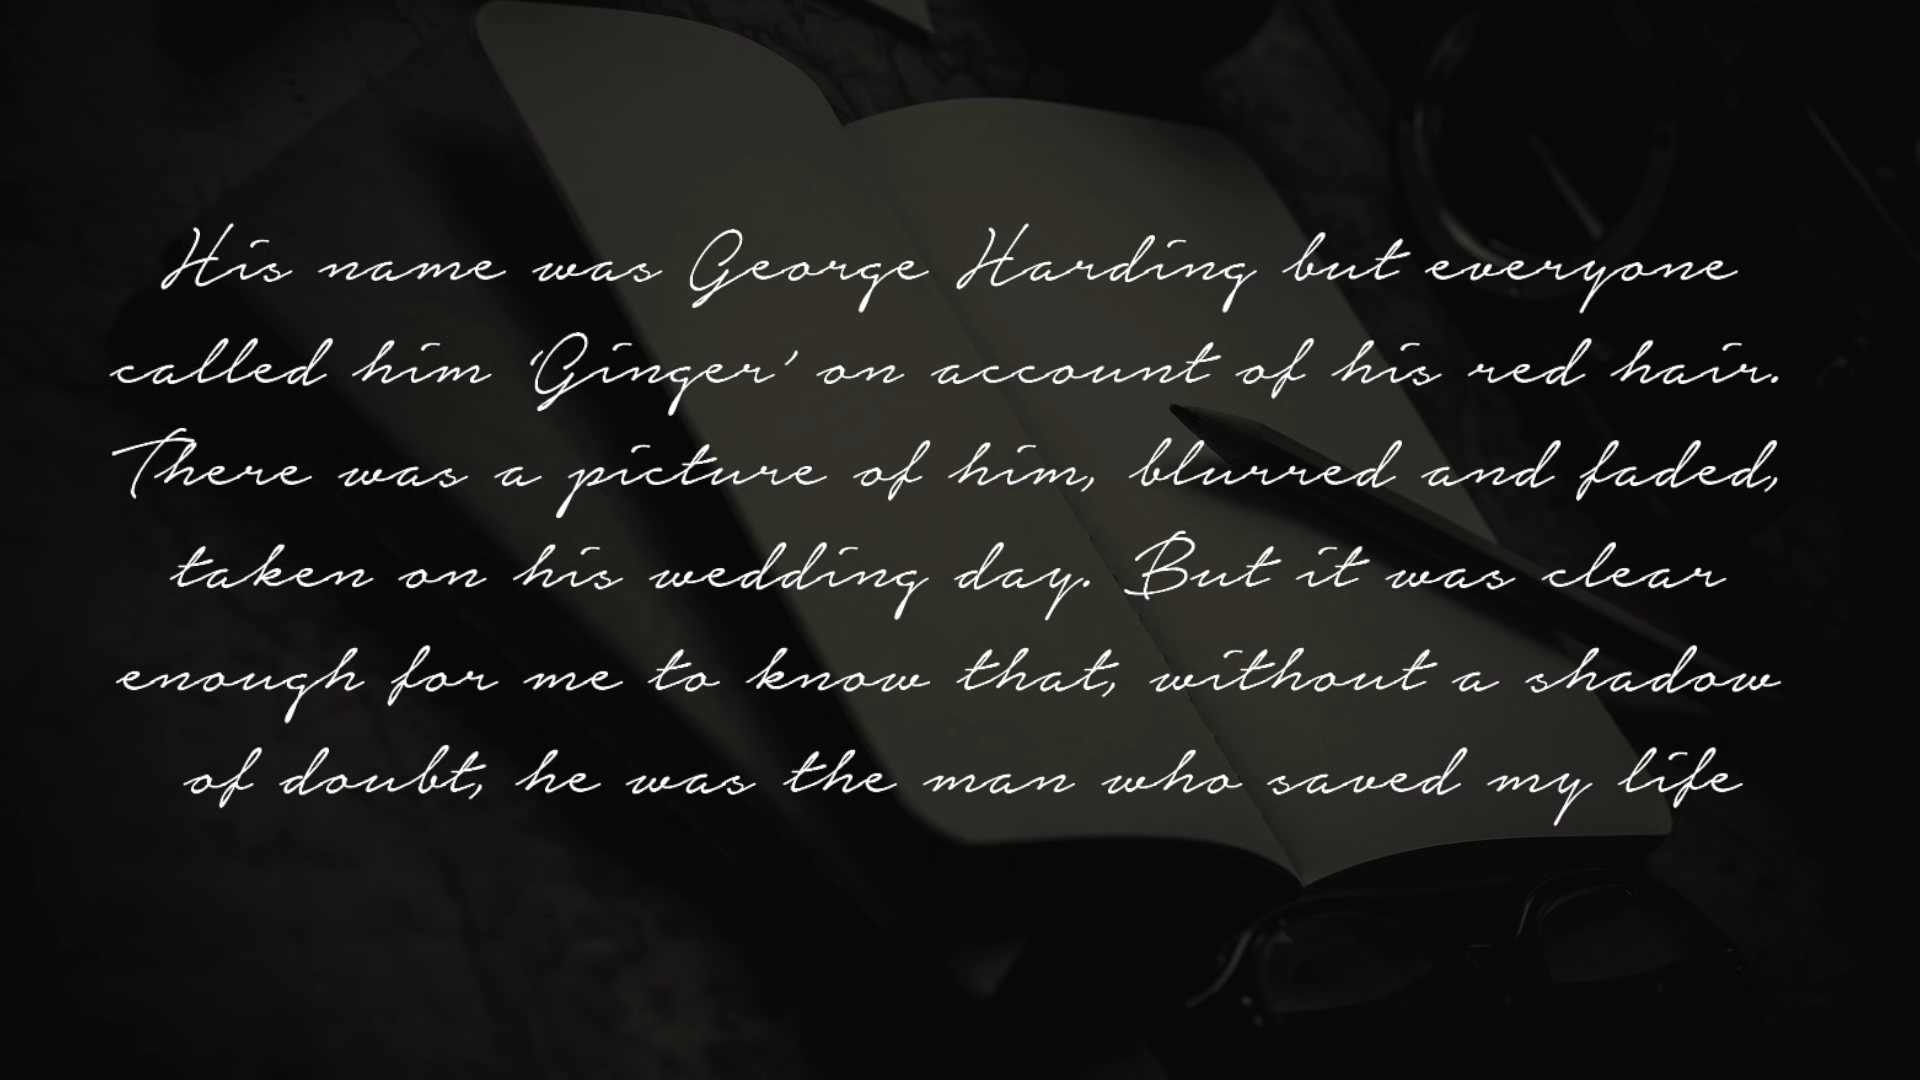 His name was George Harding but everyone
called him ‘Ginger’ on account of his red hair.
There was a picture of him, blurred and faded,
taken on his wedding day. But it was clear
enough for me to know that, without a shadow
of doubt, he was the man who saved my life